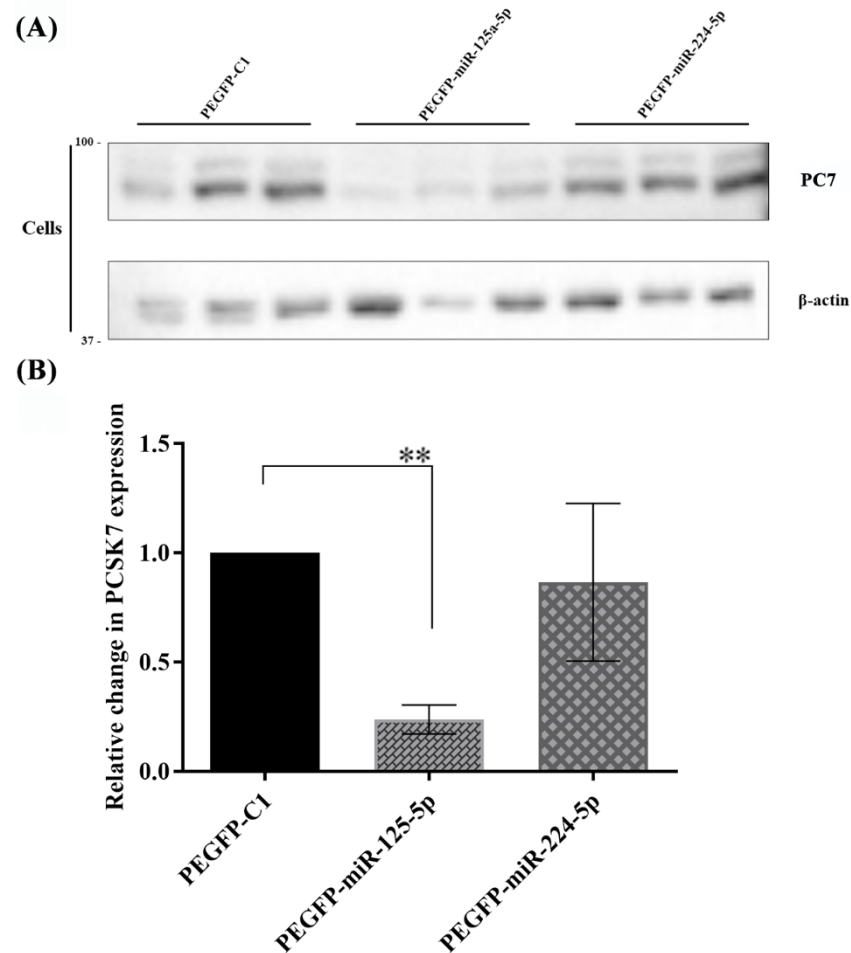 (A)
PEGFP-C1
PEGFP-miR-125a-5p
PEGFP-miR-224-5p
100 -
PC7
Cells
β-actin
37 -
(B)
Relative change in PCSK7 expression
1.5
**
1.0
0.5
0.0
PEGFP-C1
PEGFP-miR-125-5p
PEGFP-miR-224-5p